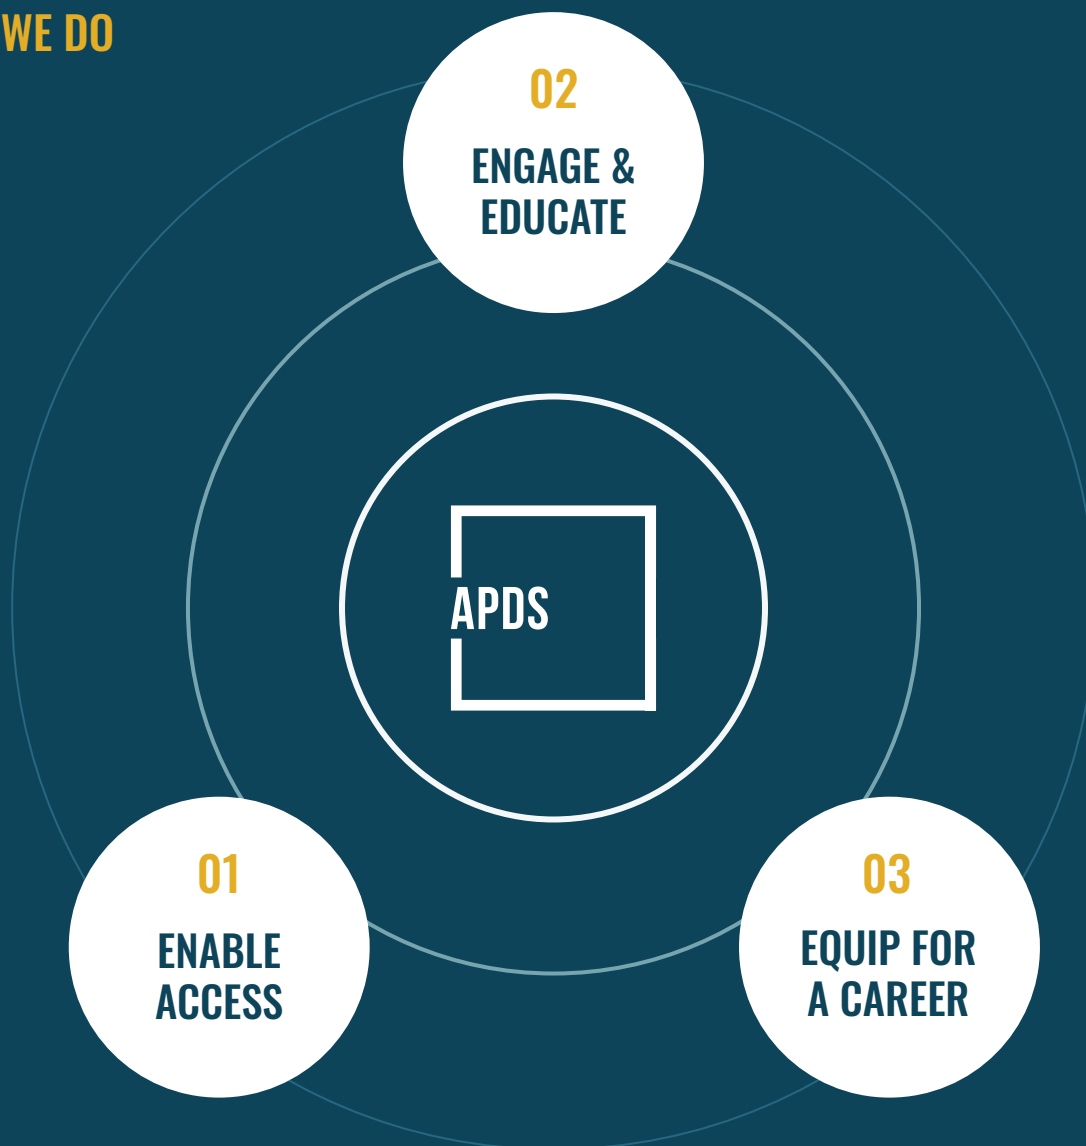 WE DO
02
ENGAGE &
EDUCATE
APDS
01
ENABLE
ACCESS
03
EQUIP FOR
A CAREER